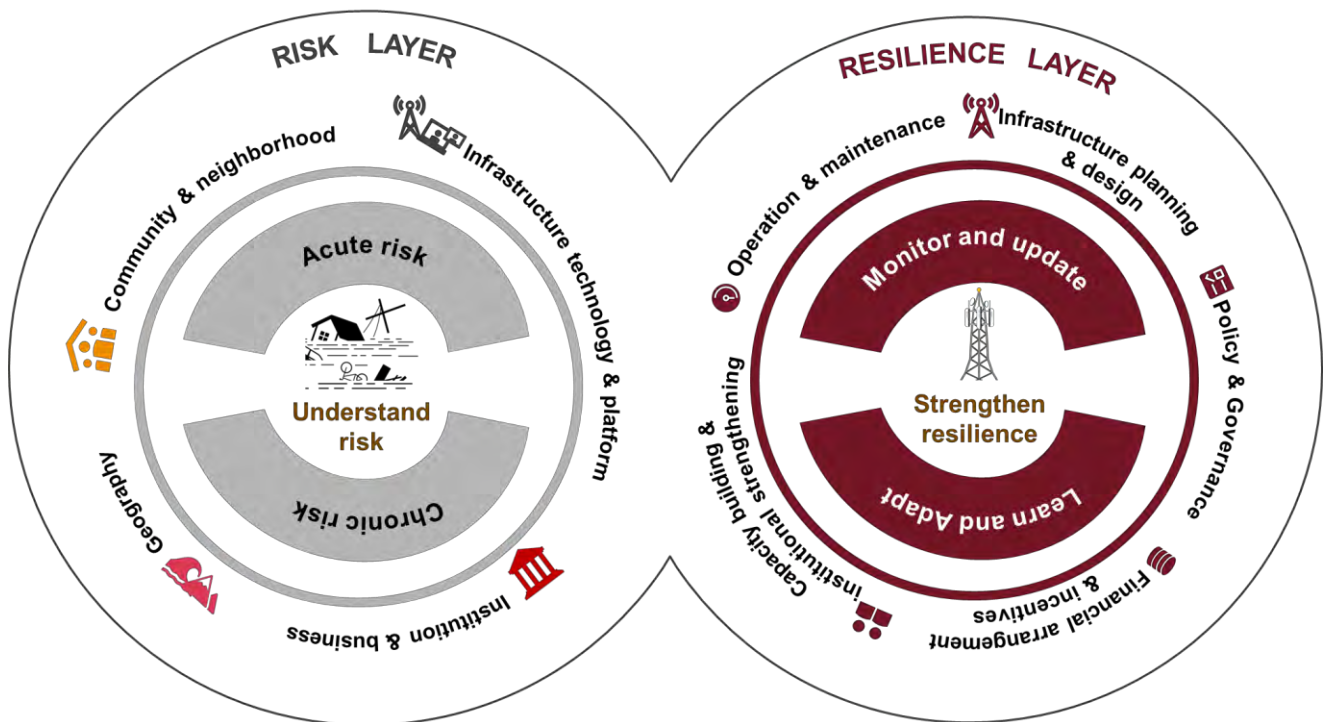 RISK LAYER
Community & neighborhood
Infrastructure technology & platform
Institution & business
Geography
Acute risk
Understand
risk
Chronic risk
RESILIENCE LAYER
Operation & maintenance
Infrastructure planning
& design
Policy & Governance
Financial arrangement
& incentives
Capacity building &
institutional strengthening
Monitor and update
Strengthen
resilience
Learn and Adapt